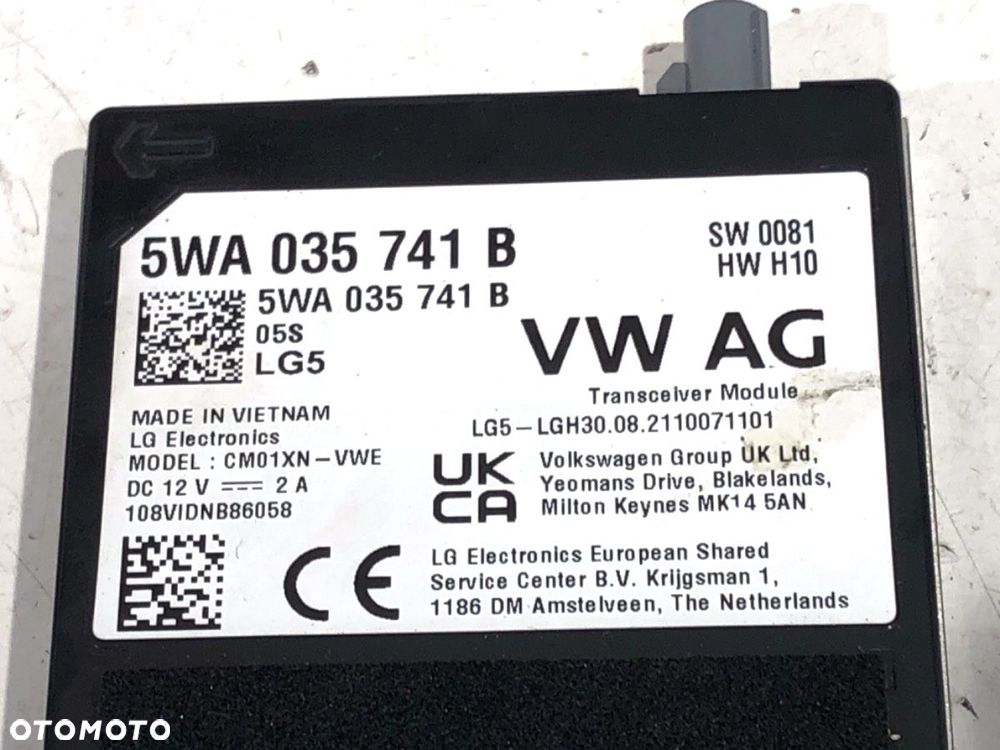 5WA 035 741 B
SW 0081
HW H10
5WA 035 741 B
05S
LG5
VW AG
Transceiver Module
MADE IN VIETNAM
LG Electronics
MODEL : CM01XN-VWE
DC 12 V ⎓ 2 A
108VIDNB86058
LG5-LGH30.08.2110071101
UK
CA
Volkswagen Group UK Ltd,
Yeomans Drive, Blakelands,
Milton Keynes MK14 5AN
CE
LG Electronics European Shared
Service Center B.V. Krijgsman 1,
1186 DM Amstelveen, The Netherlands
OTOMOTO